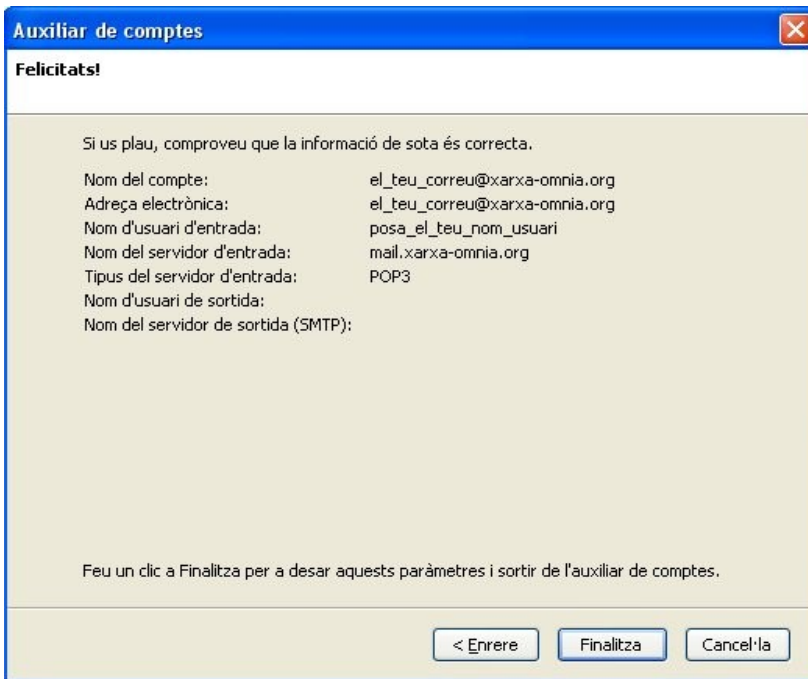 Auxiliar de comptes
Felicitats!
Si us plau, comproveu que la informació de sota és correcta.
Nom del compte: el_teu_correu@xarxa-omnia.org
Adreça electrònica: el_teu_correu@xarxa-omnia.org
Nom d'usuari d'entrada: posa_el_teu_nom_usuari
Nom del servidor d'entrada: mail.xarxa-omnia.org
Tipus del servidor d'entrada: POP3
Nom d'usuari de sortida:
Nom del servidor de sortida (SMTP):
Feu un clic a Finalitza per a desar aquests paràmetres i sortir de l'auxiliar de comptes.
< Enrere Finalitza Cancel·la